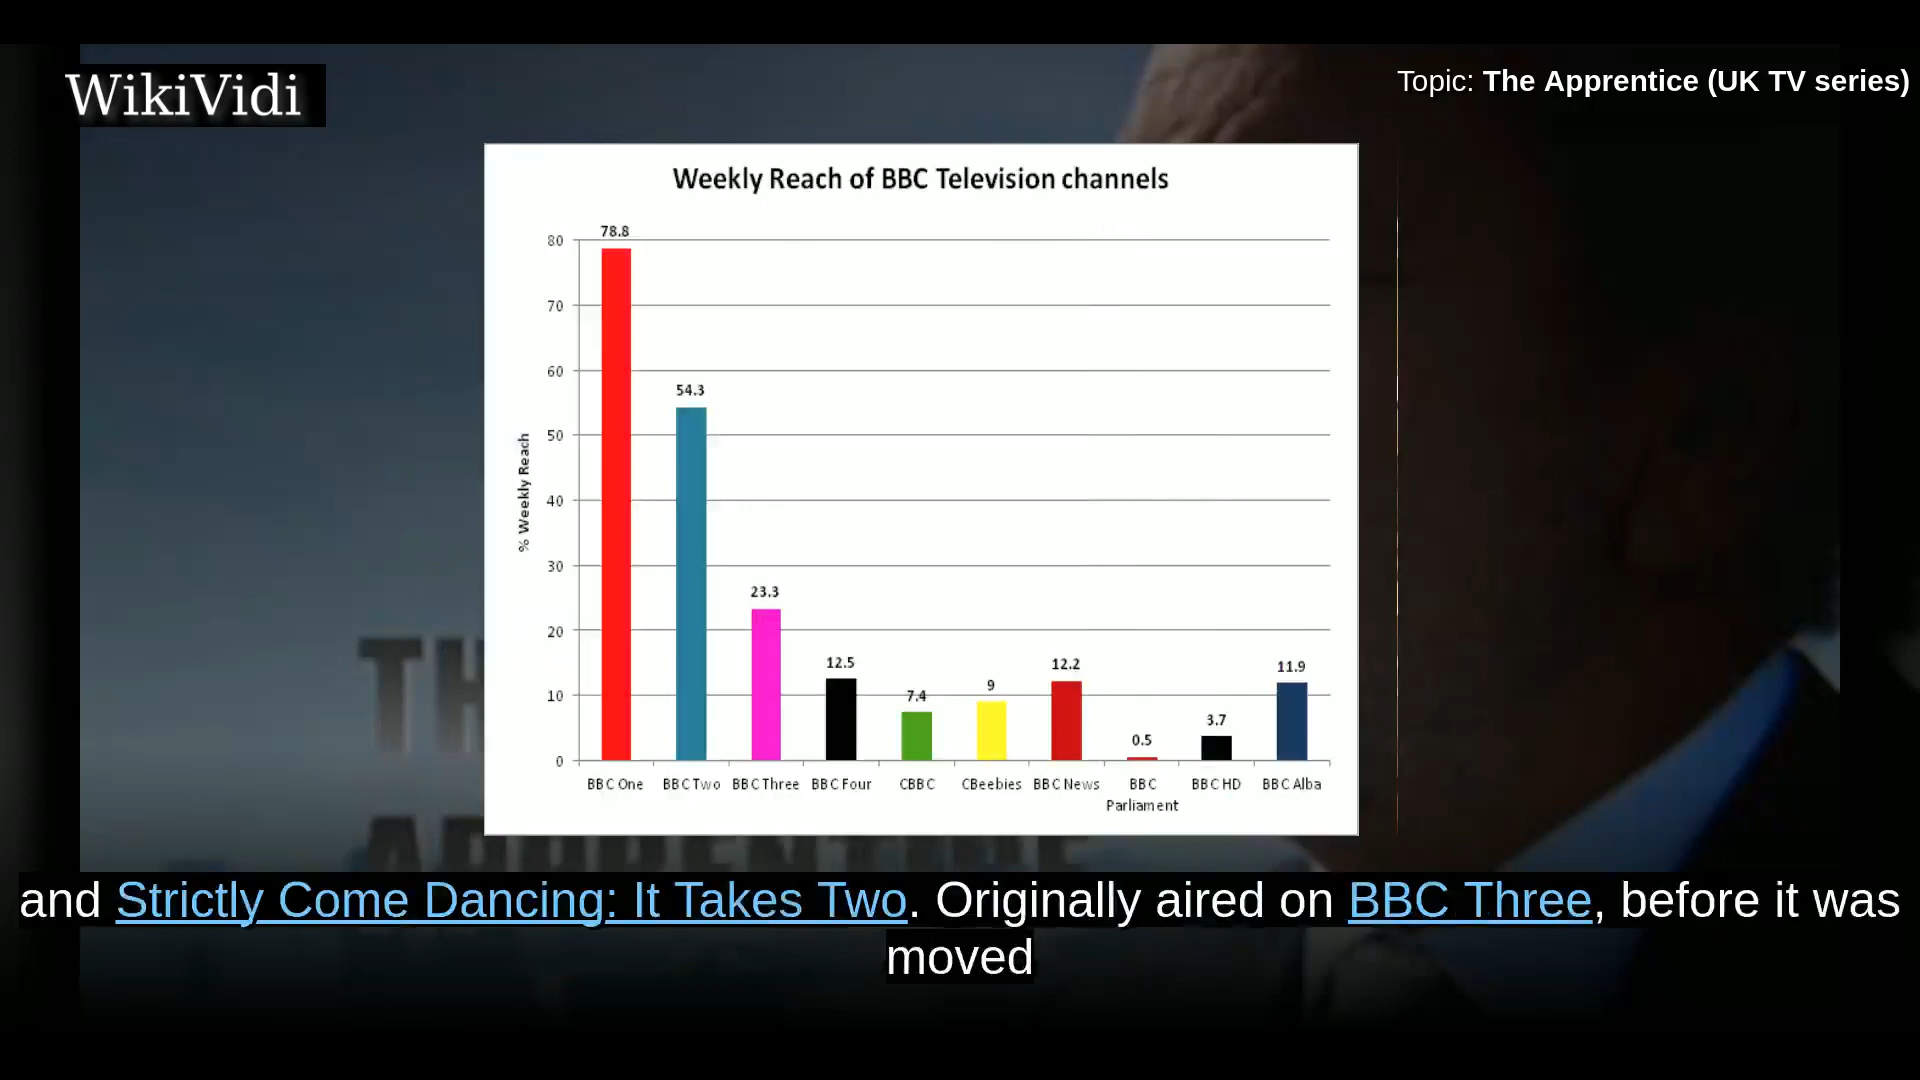 WikiVidi
Topic: The Apprentice (UK TV series)
Weekly Reach of BBC Television channels
% Weekly Reach
80
70
60
50
40
30
20
10
0
78.8
54.3
23.3
12.5
7.4
9
12.2
0.5
3.7
11.9
BBC One
BBC Two
BBC Three
BBC Four
CBBC
CBeebies
BBC News
BBC
Parliament
BBC HD
BBC Alba
and Strictly Come Dancing: It Takes Two. Originally aired on BBC Three, before it was
moved